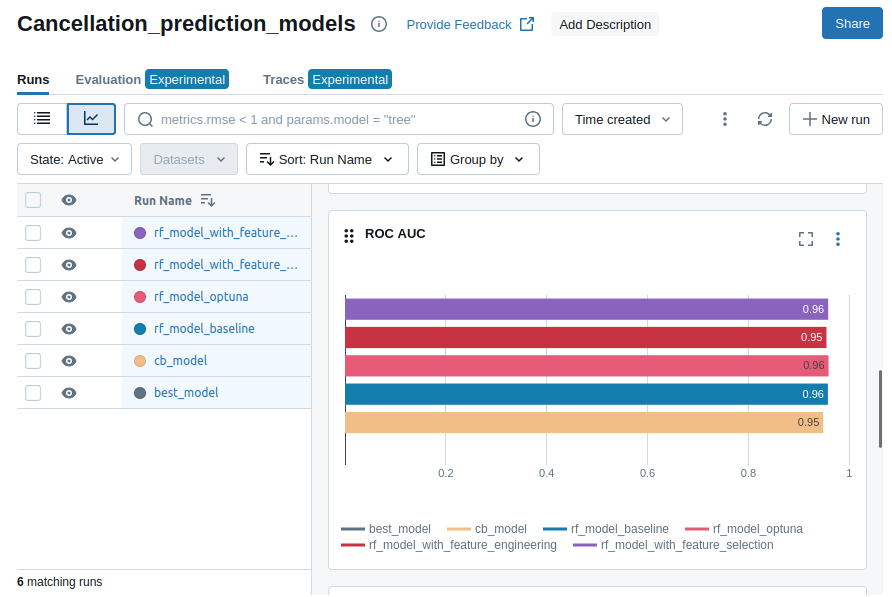 Cancellation_prediction_models
Provide Feedback
Add Description
Share
Runs
Evaluation Experimental
Traces Experimental
metrics.rmse < 1 and params.model = "tree"
Time created
New run
State: Active
Datasets
Sort: Run Name
Group by
Run Name
rf_model_with_feature_...
rf_model_with_feature_...
rf_model_optuna
rf_model_baseline
cb_model
best_model
6 matching runs
ROC AUC
0.96
0.95
0.96
0.96
0.95
0.2 0.4 0.6 0.8 1
best_model cb_model rf_model_baseline rf_model_optuna
rf_model_with_feature_engineering rf_model_with_feature_selection